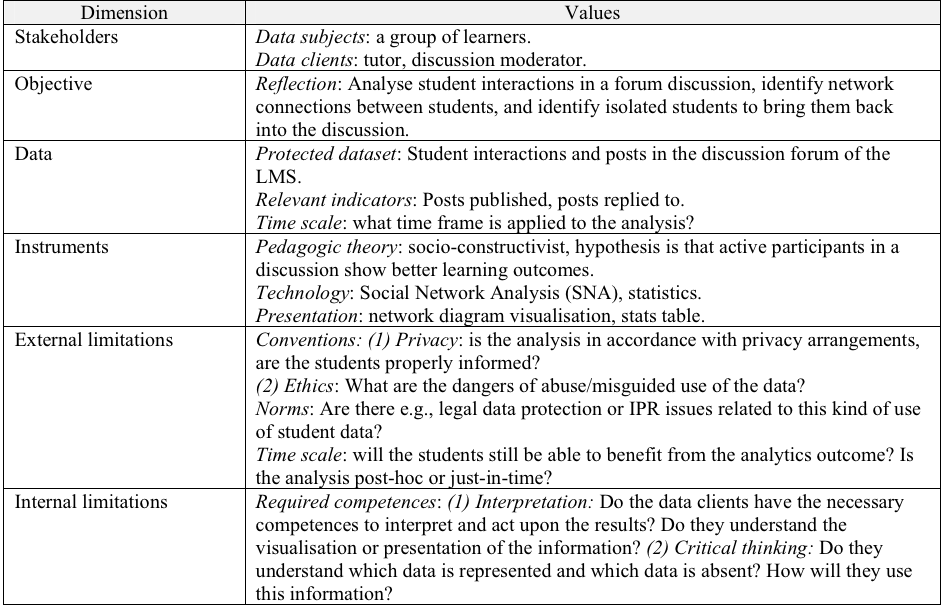 Dimension Values
Stakeholders Data subjects: a group of learners.
Data clients: tutor, discussion moderator.
Objective Reflection: Analyse student interactions in a forum discussion, identify network
connections between students, and identify isolated students to bring them back
into the discussion.
Data Protected dataset: Student interactions and posts in the discussion forum of the
LMS.
Relevant indicators: Posts published, posts replied to.
Time scale: what time frame is applied to the analysis?
Instruments Pedagogic theory: socio-constructivist, hypothesis is that active participants in a
discussion show better learning outcomes.
Technology: Social Network Analysis (SNA), statistics.
Presentation: network diagram visualisation, stats table.
External limitations Conventions: (1) Privacy: is the analysis in accordance with privacy arrangements,
are the students properly informed?
(2) Ethics: What are the dangers of abuse/misguided use of the data?
Norms: Are there e.g., legal data protection or IPR issues related to this kind of use
of student data?
Time scale: will the students still be able to benefit from the analytics outcome? Is
the analysis post-hoc or just-in-time?
Internal limitations Required competences: (1) Interpretation: Do the data clients have the necessary
competences to interpret and act upon the results? Do they understand the
visualisation or presentation of the information? (2) Critical thinking: Do they
understand which data is represented and which data is absent? How will they use
this information?